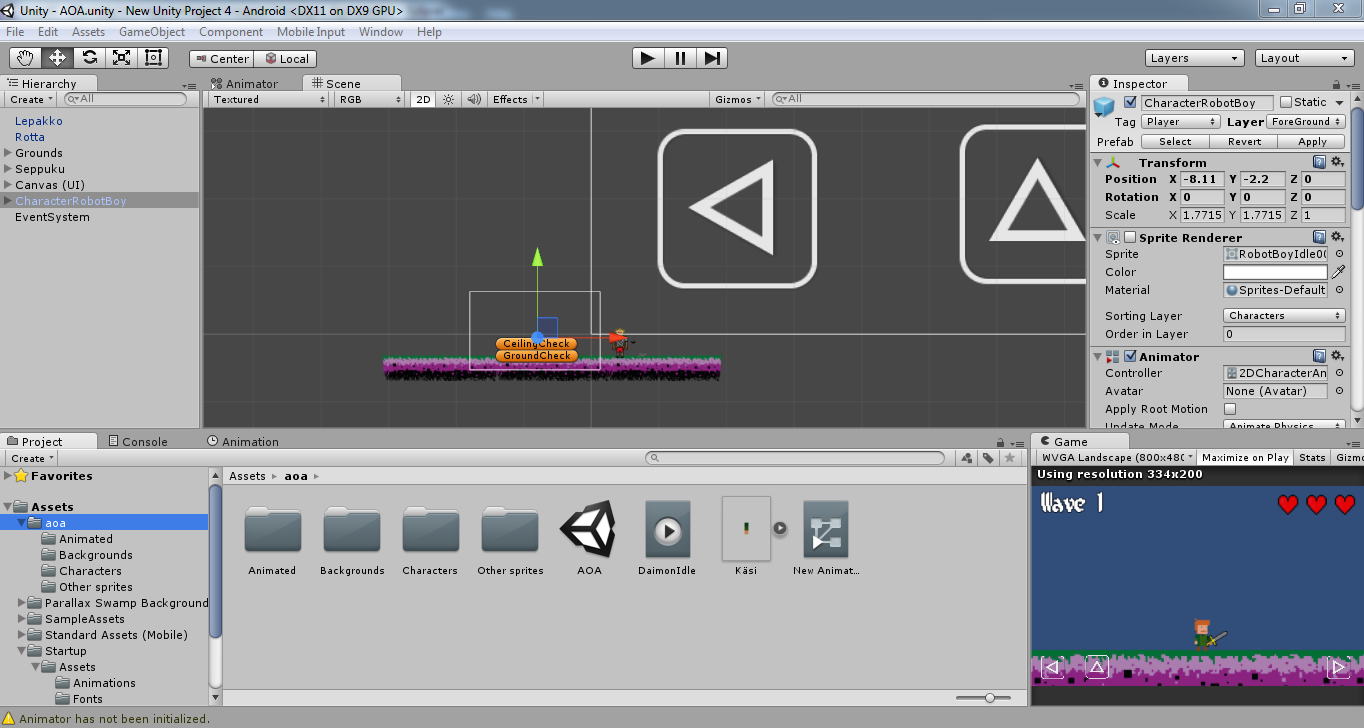 Unity - AOA.unity - New Unity Project 4 - Android <DX11 on DX9 GPU>
File Edit Assets GameObject Component Mobile Input Window Help
Center Local Layers Layout
Hierarchy
Create All
Lepakko
Rotta
Grounds
Seppuku
Canvas (UI)
CharacterRobotBoy
EventSystem
Animator Scene
Textured RGB 2D Effects Gizmos All
CeilingCheck
GroundCheck
Inspector
CharacterRobotBoy Static
Tag Player Layer ForeGround
Prefab Select Revert Apply
Transform
Position X -8.11 Y -2.2 Z 0
Rotation X 0 Y 0 Z 0
Scale X 1.7715 Y 1.7715 Z 1
Sprite Renderer
Sprite RobotBoyIdle00
Color
Material Sprites-Default
Sorting Layer Characters
Order in Layer 0
Animator
Controller 2DCharacterAn
Avatar None (Avatar)
Apply Root Motion
Update Mode Animate Physics
Project Console Animation
Create
Favorites
Assets
aoa
Animated
Backgrounds
Characters
Other sprites
Parallax Swamp Background
SampleAssets
Standard Assets (Mobile)
Startup
Assets
Animations
Fonts
Assets aoa
Animated Backgrounds Characters Other sprites AOA DaimonIdle Käsi New Animat...
Game
WVGA Landscape (800x480 Maximize on Play Stats Gizmo
Using resolution 334x200
Wave 1
Animator has not been initialized.